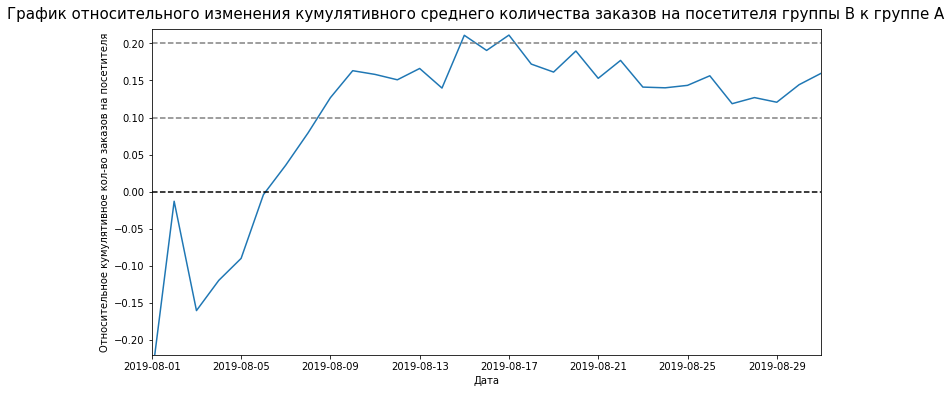 График относительного изменения кумулятивного среднего количества заказов на посетителя группы B к группе A
Относительное кумулятивное кол-во заказов на посетителя
0.20
0.15
0.10
0.05
0.00
−0.05
−0.10
−0.15
−0.20
2019-08-01 2019-08-05 2019-08-09 2019-08-13 2019-08-17 2019-08-21 2019-08-25 2019-08-29
Дата